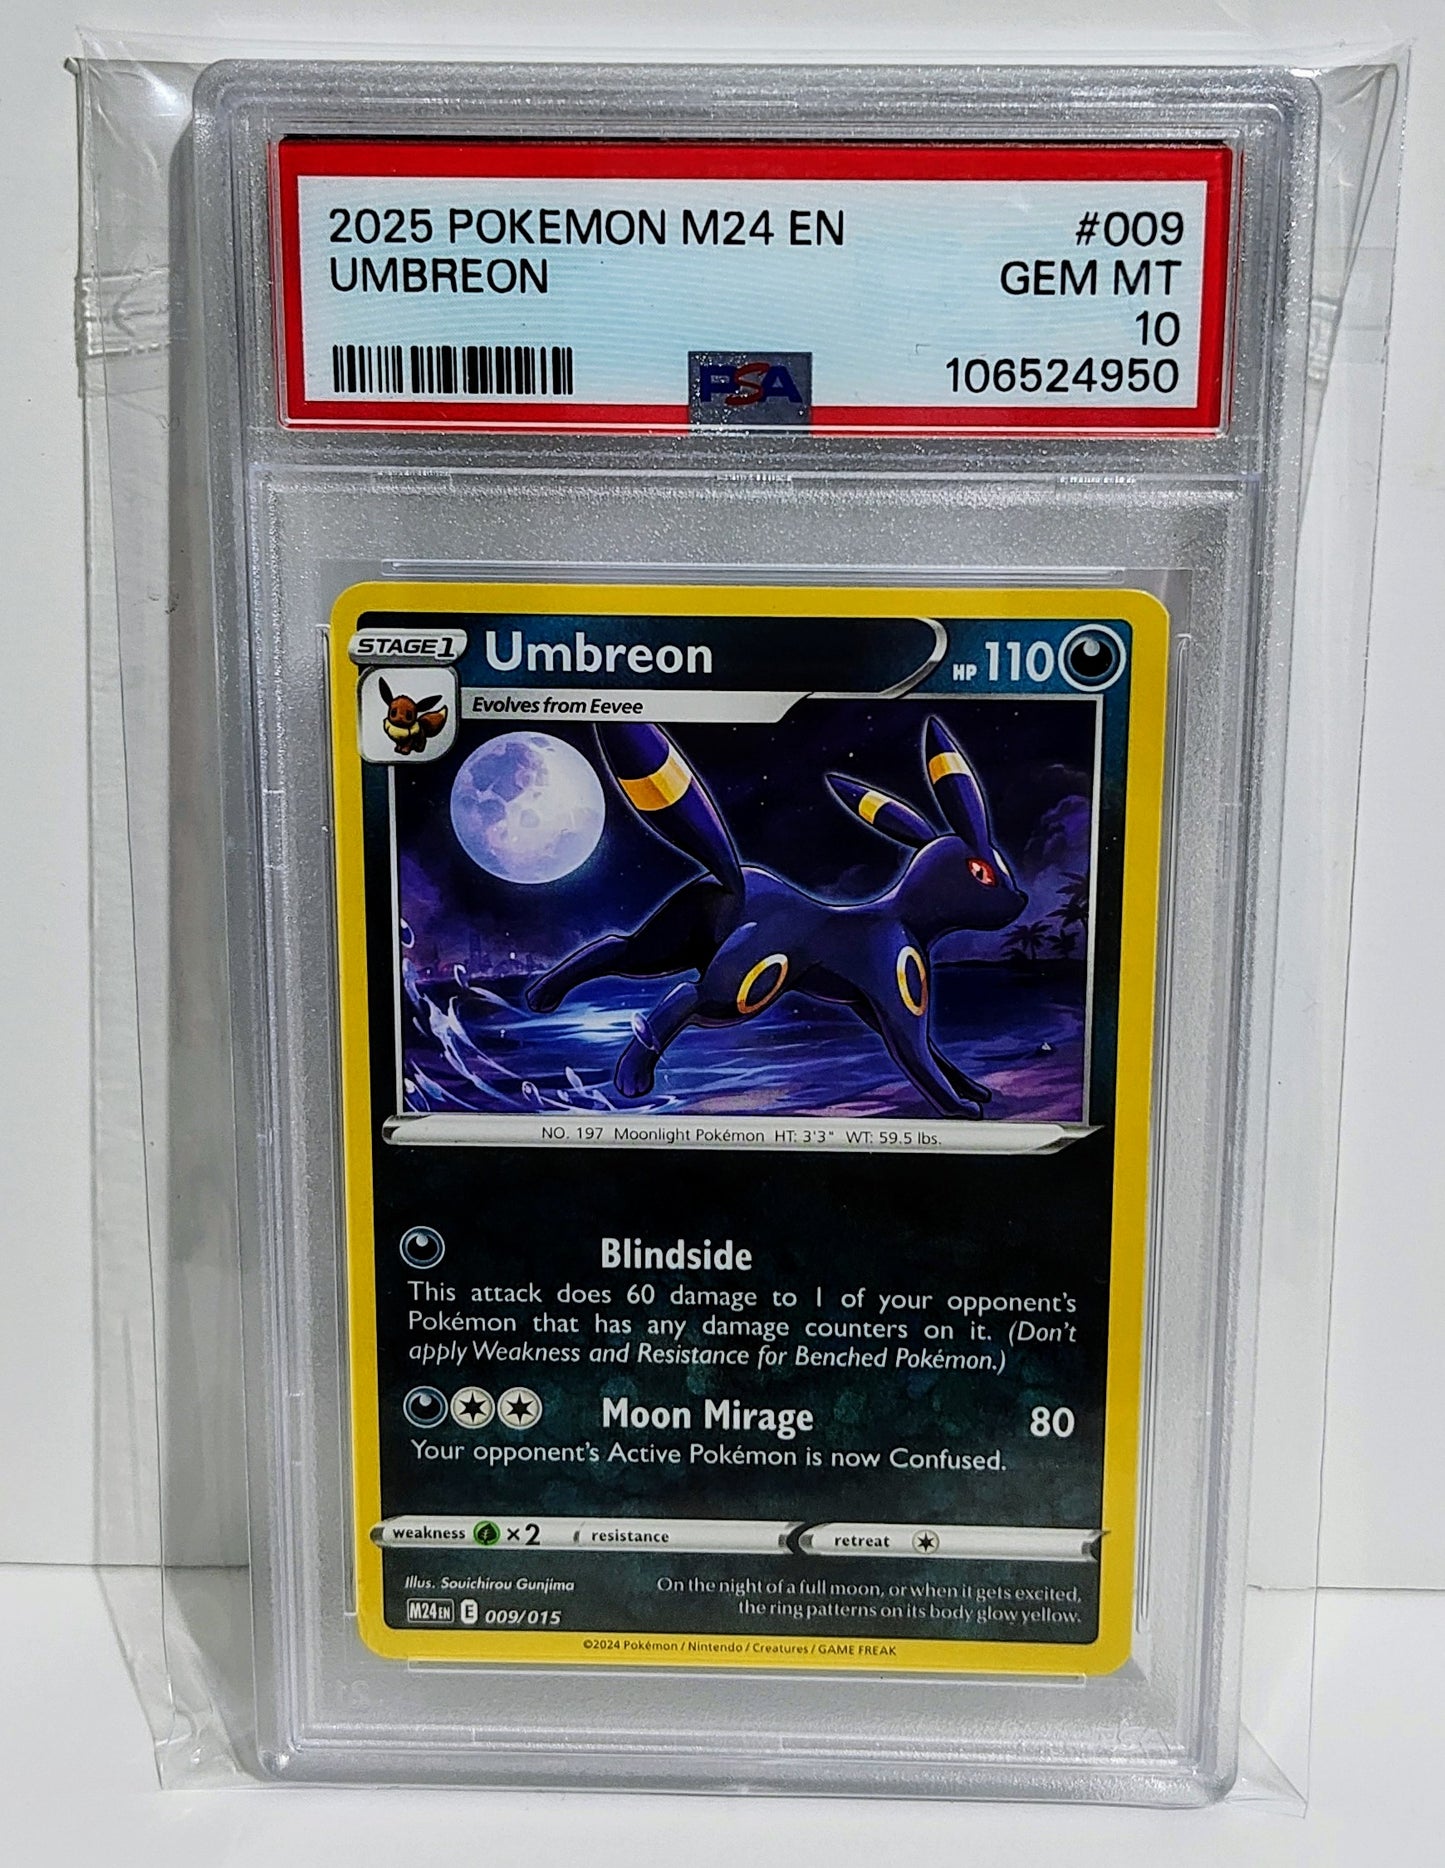 2025 POKEMON M24 EN #009
UMBREON GEM MT
10
PSA 106524950
STAGE 1 Umbreon HP 110
Evolves from Eevee
NO. 197 Moonlight Pokémon HT: 3'3" WT: 59.5 lbs.
Blindside
This attack does 60 damage to 1 of your opponent's
Pokémon that has any damage counters on it. (Don't
apply Weakness and Resistance for Benched Pokémon.)
Moon Mirage 80
Your opponent's Active Pokémon is now Confused.
weakness ×2 resistance retreat
Illus. Souichirou Gunjima
On the night of a full moon, or when it gets excited,
the ring patterns on its body glow yellow.
M24 EN E 009/015
©2024 Pokémon / Nintendo / Creatures / GAME FREAK